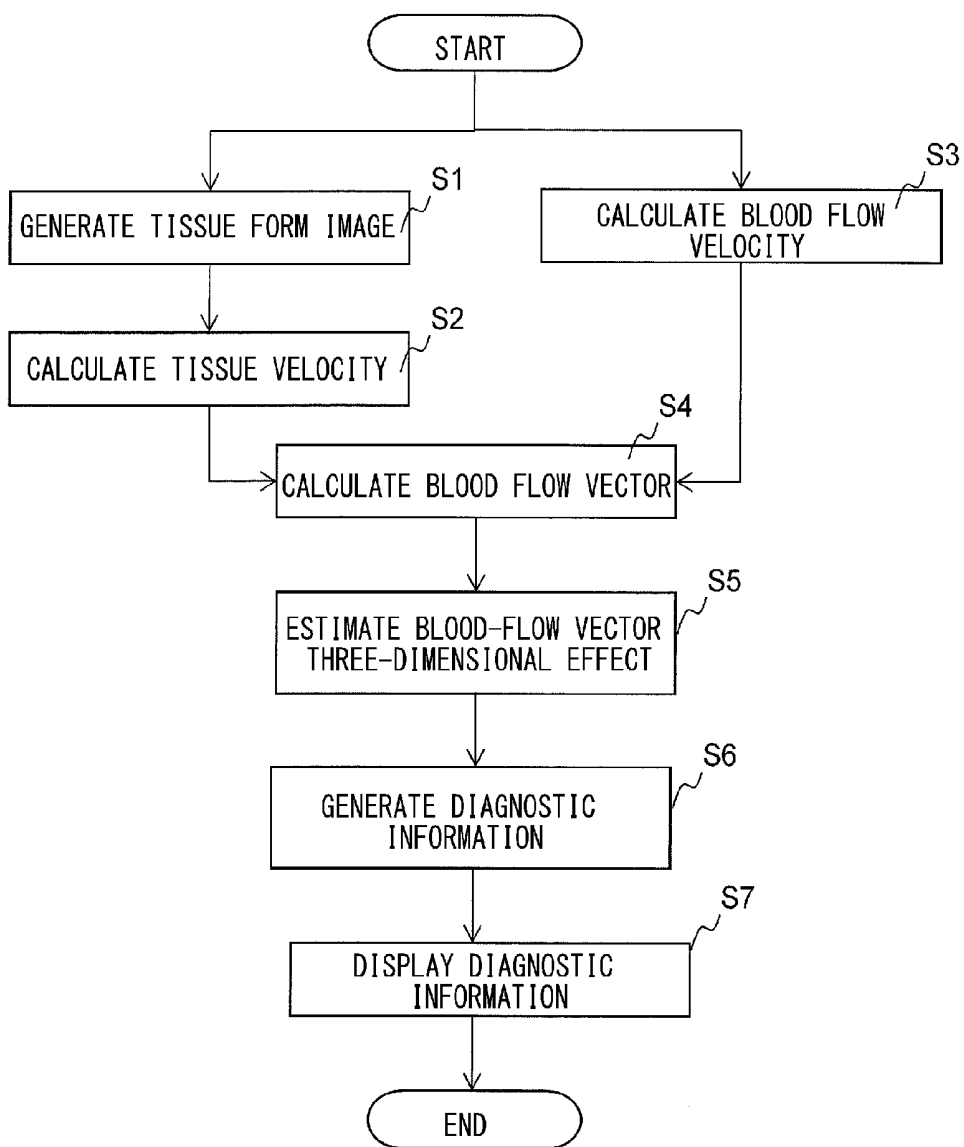 START
S1
GENERATE TISSUE FORM IMAGE
S3
CALCULATE BLOOD FLOW
VELOCITY
S2
CALCULATE TISSUE VELOCITY
S4
CALCULATE BLOOD FLOW VECTOR
S5
ESTIMATE BLOOD-FLOW VECTOR
THREE-DIMENSIONAL EFFECT
S6
GENERATE DIAGNOSTIC
INFORMATION
S7
DISPLAY DIAGNOSTIC
INFORMATION
END